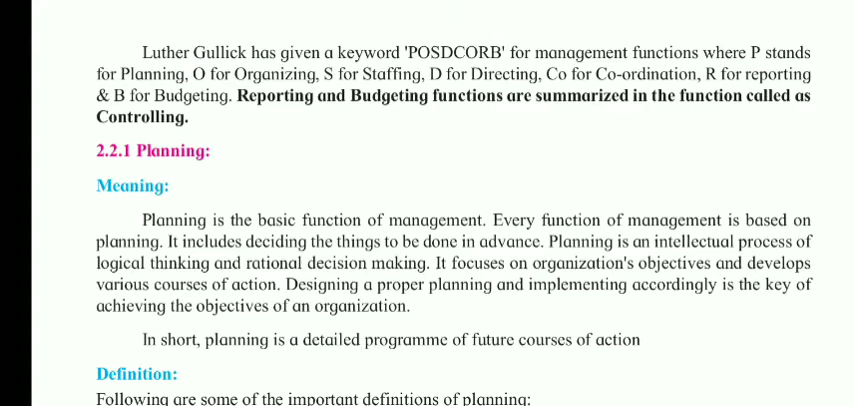 Luther Gullick has given a keyword 'POSDCORB' for management functions where P stands
for Planning, O for Organizing, S for Staffing, D for Directing, Co for Co-ordination, R for reporting
& B for Budgeting. Reporting and Budgeting functions are summarized in the function called as
Controlling.
2.2.1 Planning:
Meaning:
Planning is the basic function of management. Every function of management is based on
planning. It includes deciding the things to be done in advance. Planning is an intellectual process of
logical thinking and rational decision making. It focuses on organization's objectives and develops
various courses of action. Designing a proper planning and implementing accordingly is the key of
achieving the objectives of an organization.
In short, planning is a detailed programme of future courses of action
Definition:
Following are some of the important definitions of planning: